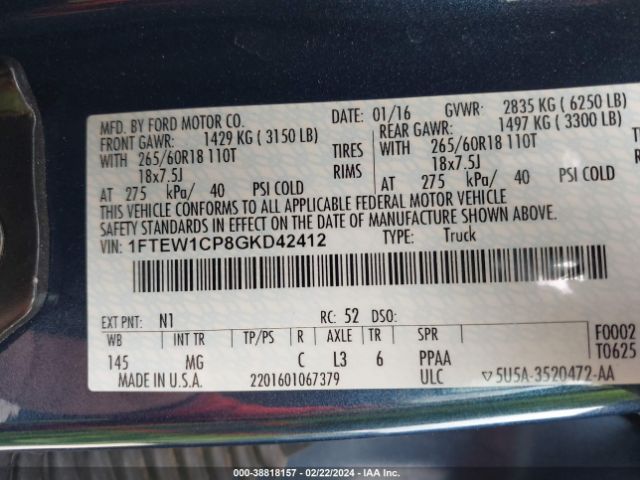 MFD. BY FORD MOTOR CO.
DATE: 01/16 GVWR: 2835 KG ( 6250 LB)
FRONT GAWR: 1429 KG ( 3150 LB)
REAR GAWR: 1497 KG ( 3300 LB)
WITH 265/60R18 110T TIRES WITH 265/60R18 110T
18x7.5J RIMS 18x7.5J
AT 275 kPa/ 40 PSI COLD AT 275 kPa/ 40 PSI COLD
THIS VEHICLE CONFORMS TO ALL APPLICABLE FEDERAL MOTOR VEHICLE
SAFETY STANDARDS IN EFFECT ON THE DATE OF MANUFACTURE SHOWN ABOVE.
VIN: 1FTEW1CP8GKD42412 TYPE: Truck
EXT PNT: N1 RC: 52 DSO:
WB INT TR TP/PS R AXLE TR SPR F0002
145 MG C L3 6 PPAA T0625
MADE IN U.S.A. 2201601067379 ULC ▽5U5A-3520472-AA
000-38818157 - 02/22/2024 - IAA Inc.